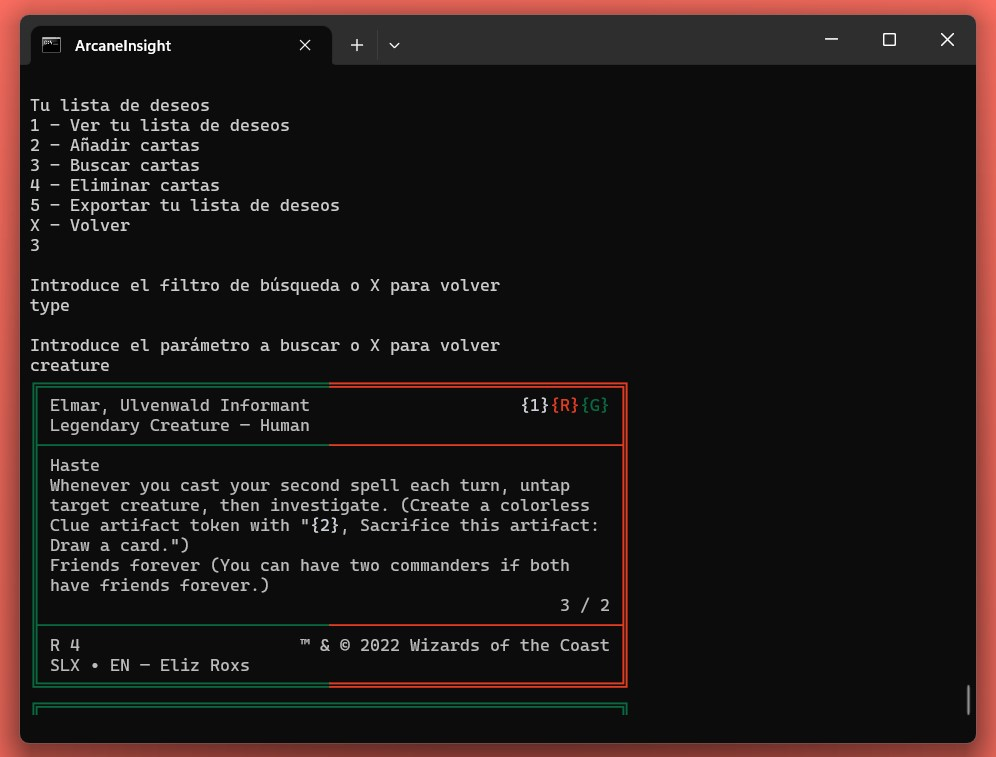 ArcaneInsight
Tu lista de deseos
1 – Ver tu lista de deseos
2 – Añadir cartas
3 – Buscar cartas
4 – Eliminar cartas
5 – Exportar tu lista de deseos
X – Volver
3
Introduce el filtro de búsqueda o X para volver
type
Introduce el parámetro a buscar o X para volver
creature
Elmar, Ulvenwald Informant {1}{R}{G}
Legendary Creature — Human
Haste
Whenever you cast your second spell each turn, untap
target creature, then investigate. (Create a colorless
Clue artifact token with "{2}, Sacrifice this artifact:
Draw a card.")
Friends forever (You can have two commanders if both
have friends forever.)
3 / 2
R 4 ™ & © 2022 Wizards of the Coast
SLX • EN — Eliz Roxs